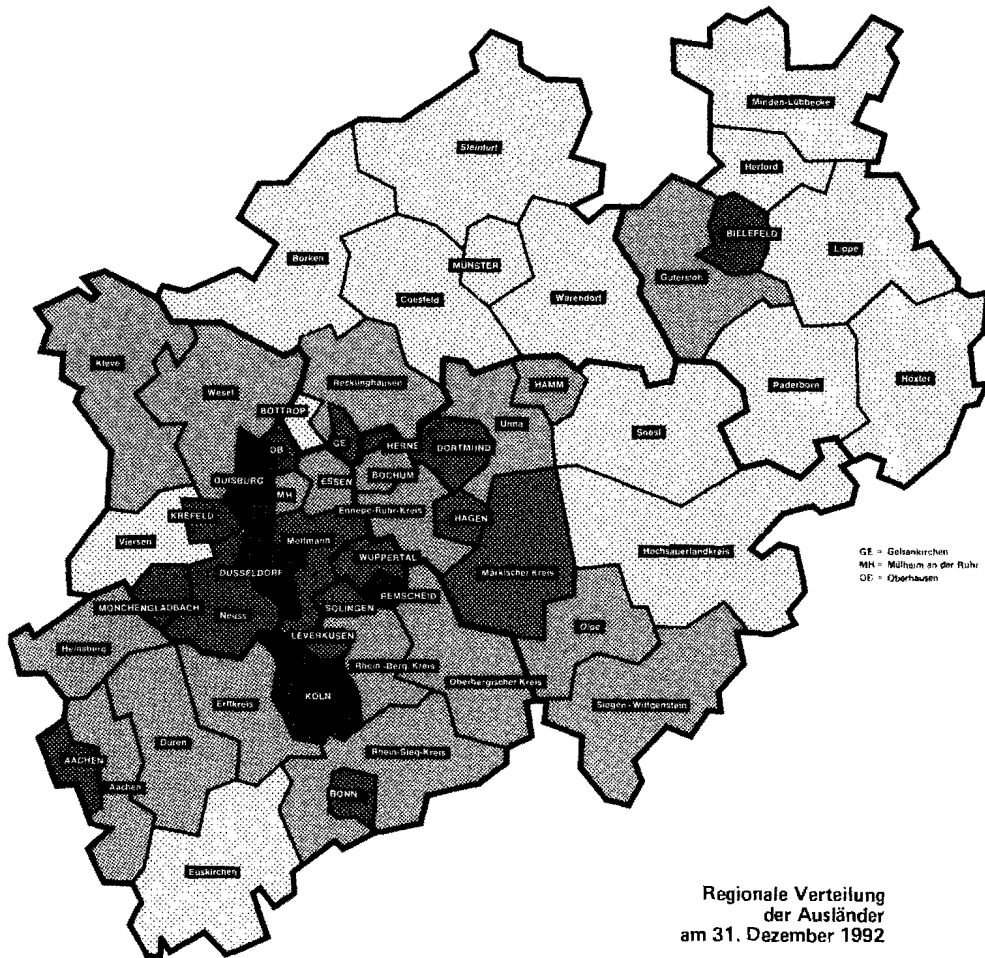 Minden-Lübbecke
Steinfurt
Herford
BIELEFELD
Lippe
Borken
MÜNSTER
Gütersloh
Coesfeld
Warendorf
Kleve
Recklinghausen
HAMM
Paderborn
Höxter
Wesel
BOTTROP
Unna
Soest
OB
GE
HERNE
DORTMUND
DUISBURG
MH
ESSEN
BOCHUM
KREFELD
Ennepe-Ruhr-Kreis
HAGEN
Viersen
Mettmann
Hochsauerlandkreis
WUPPERTAL
GE = Gelsenkirchen
MH = Mülheim an der Ruhr
OB = Oberhausen
DÜSSELDORF
Märkischer Kreis
REMSCHEID
MÖNCHENGLADBACH
Neuss
SOLINGEN
LEVERKUSEN
Olpe
Heinsberg
Rhein.-Berg. Kreis
Oberbergischer Kreis
KÖLN
Erftkreis
Siegen-Wittgenstein
Düren
Rhein-Sieg-Kreis
AACHEN
Aachen
BONN
Euskirchen
Regionale Verteilung
der Ausländer
am 31. Dezember 1992